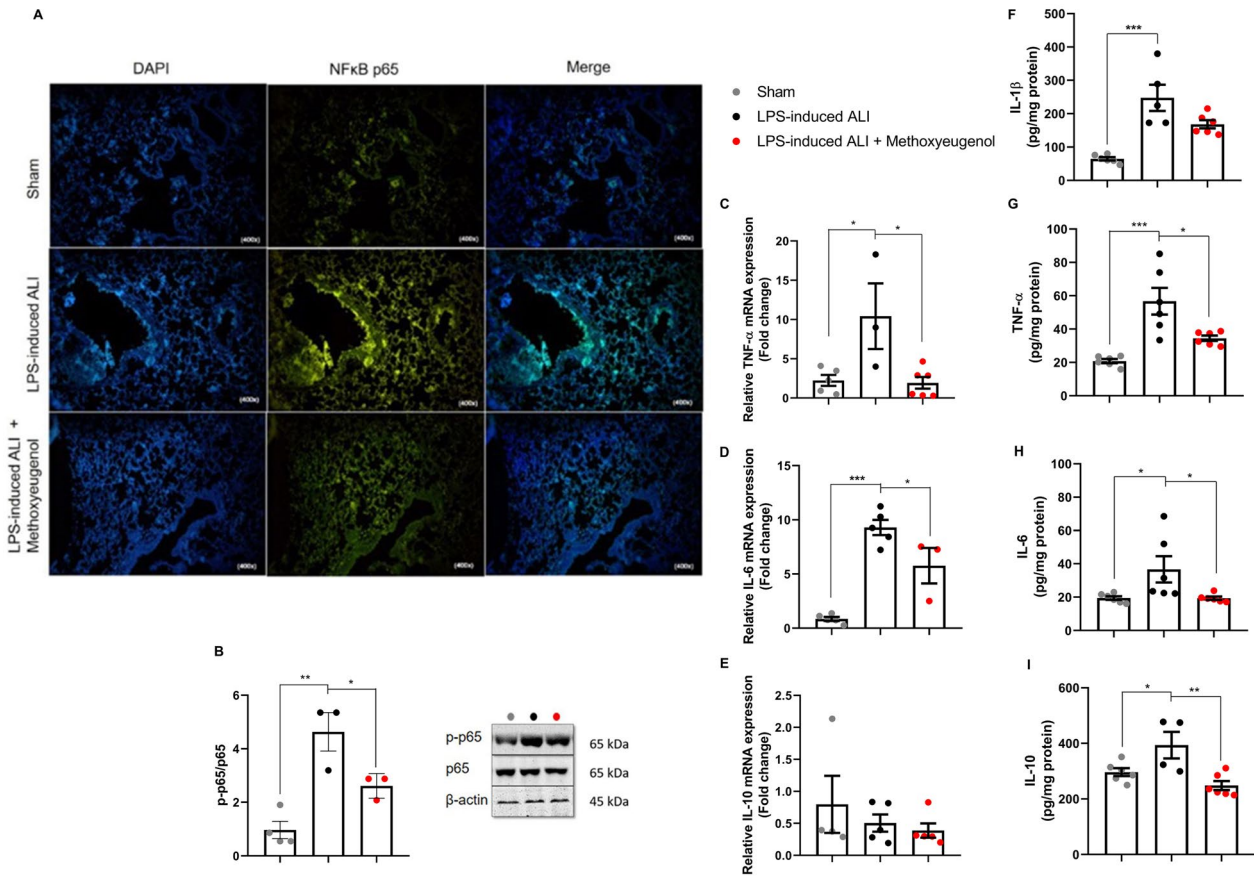 A
DAPI
NFκB p65
Merge
Sham
(400x)
(400x)
(400x)
LPS-induced ALI
(400x)
(400x)
(400x)
LPS-induced ALI +
Methoxyeugenol
(400x)
(400x)
(400x)
Sham
LPS-induced ALI
LPS-induced ALI + Methoxyeugenol
B
p-p65/p65
6
4
2
0
**
*
p-p65
65 kDa
p65
65 kDa
β-actin
45 kDa
C
Relative TNF-α mRNA expression
(Fold change)
20
15
10
5
0
*
*
D
Relative IL-6 mRNA expression
(Fold change)
15
10
5
0
***
*
E
Relative IL-10 mRNA expression
(Fold change)
2.5
2.0
1.5
1.0
0.5
0.0
F
IL-1β
(pg/mg protein)
500
400
300
200
100
0
***
G
TNF-α
(pg/mg protein)
100
80
60
40
20
0
***
*
H
IL-6
(pg/mg protein)
100
80
60
40
20
0
*
*
I
IL-10
(pg/mg protein)
600
400
200
0
*
**